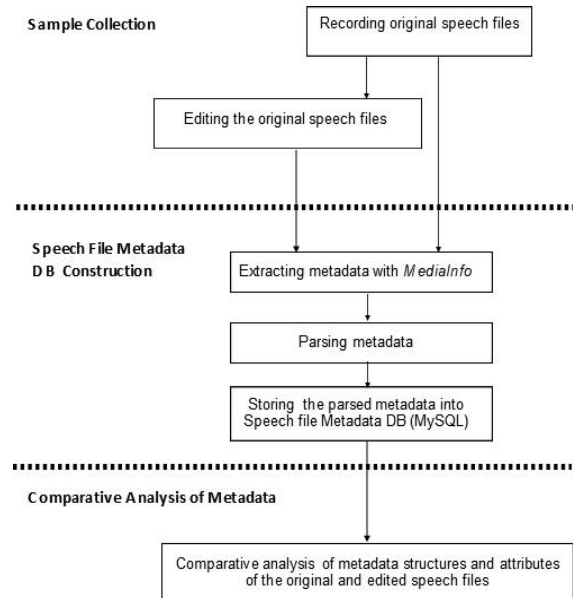 Sample Collection
Recording original speech files
Editing the original speech files
Speech File Metadata
DB Construction
Extracting metadata with MediaInfo
Parsing metadata
Storing the parsed metadata into
Speech file Metadata DB (MySQL)
Comparative Analysis of Metadata
Comparative analysis of metadata structures and attributes
of the original and edited speech files